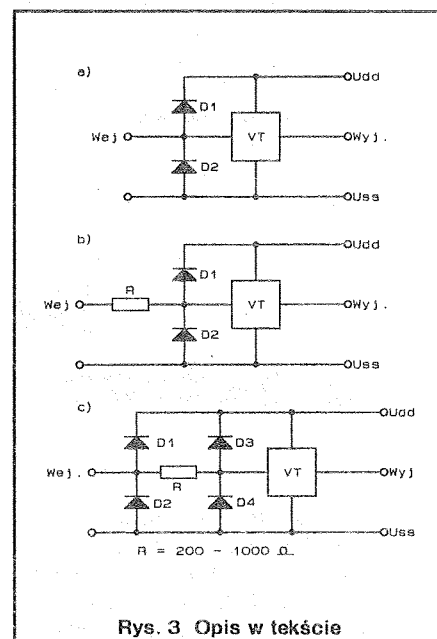 a)
Udd
D1
Wej
VT
Wyj.
D2
Uss
b)
Udd
D1
Wej
R
VT
Wyj.
D2
Uss
c)
Udd
D1
D3
Wej.
R
VT
Wyj
D2
D4
Uss
R = 200 - 1000 Ω
Rys. 3 Opis w tekście